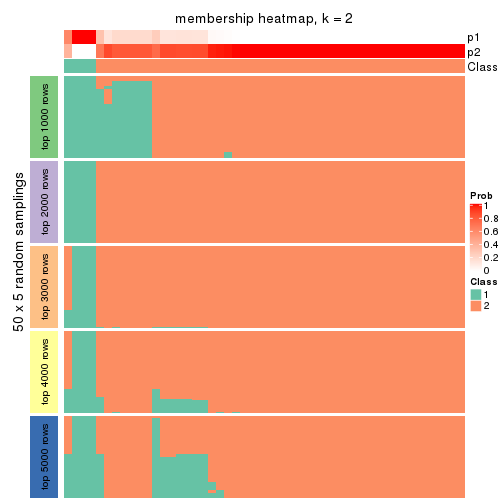 membership heatmap, k = 2
p1
p2
Class
50 x 5 random samplings
top 1000 rows
top 2000 rows
top 3000 rows
top 4000 rows
top 5000 rows
Prob
1
0.8
0.6
0.4
0.2
0
Class
1
2